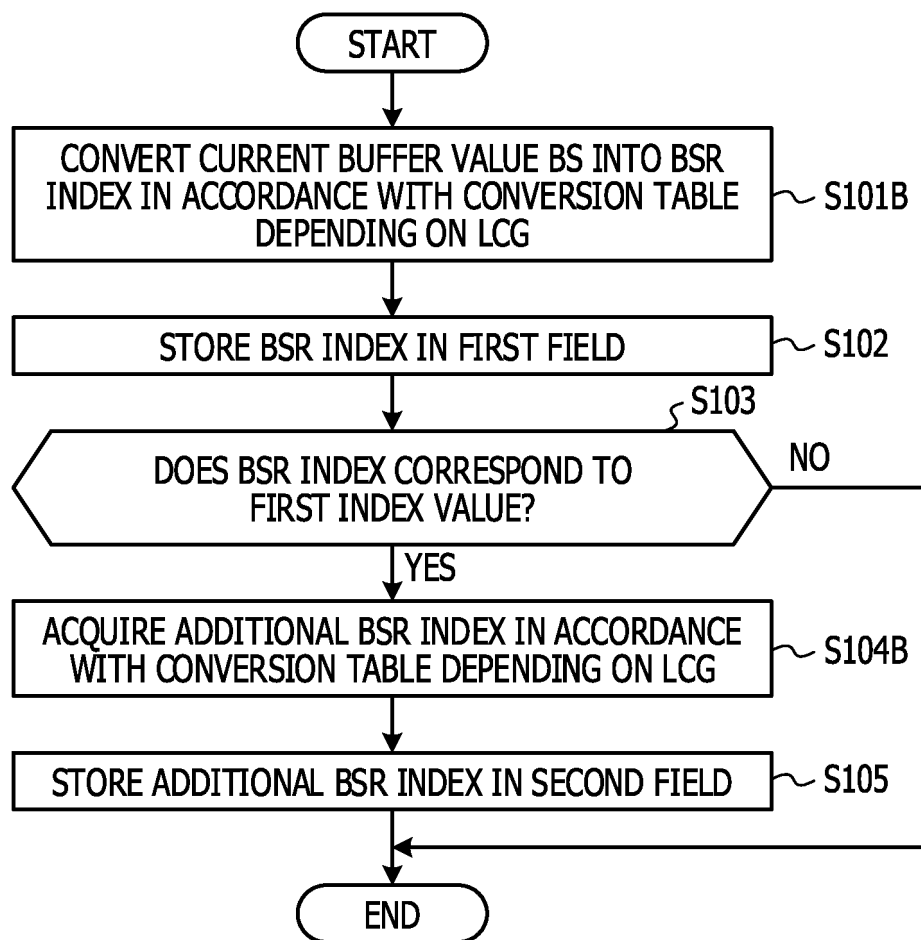 START
CONVERT CURRENT BUFFER VALUE BS INTO BSR
INDEX IN ACCORDANCE WITH CONVERSION TABLE
DEPENDING ON LCG
S101B
STORE BSR INDEX IN FIRST FIELD
S102
S103
DOES BSR INDEX CORRESPOND TO
FIRST INDEX VALUE?
NO
YES
ACQUIRE ADDITIONAL BSR INDEX IN ACCORDANCE
WITH CONVERSION TABLE DEPENDING ON LCG
S104B
STORE ADDITIONAL BSR INDEX IN SECOND FIELD
S105
END